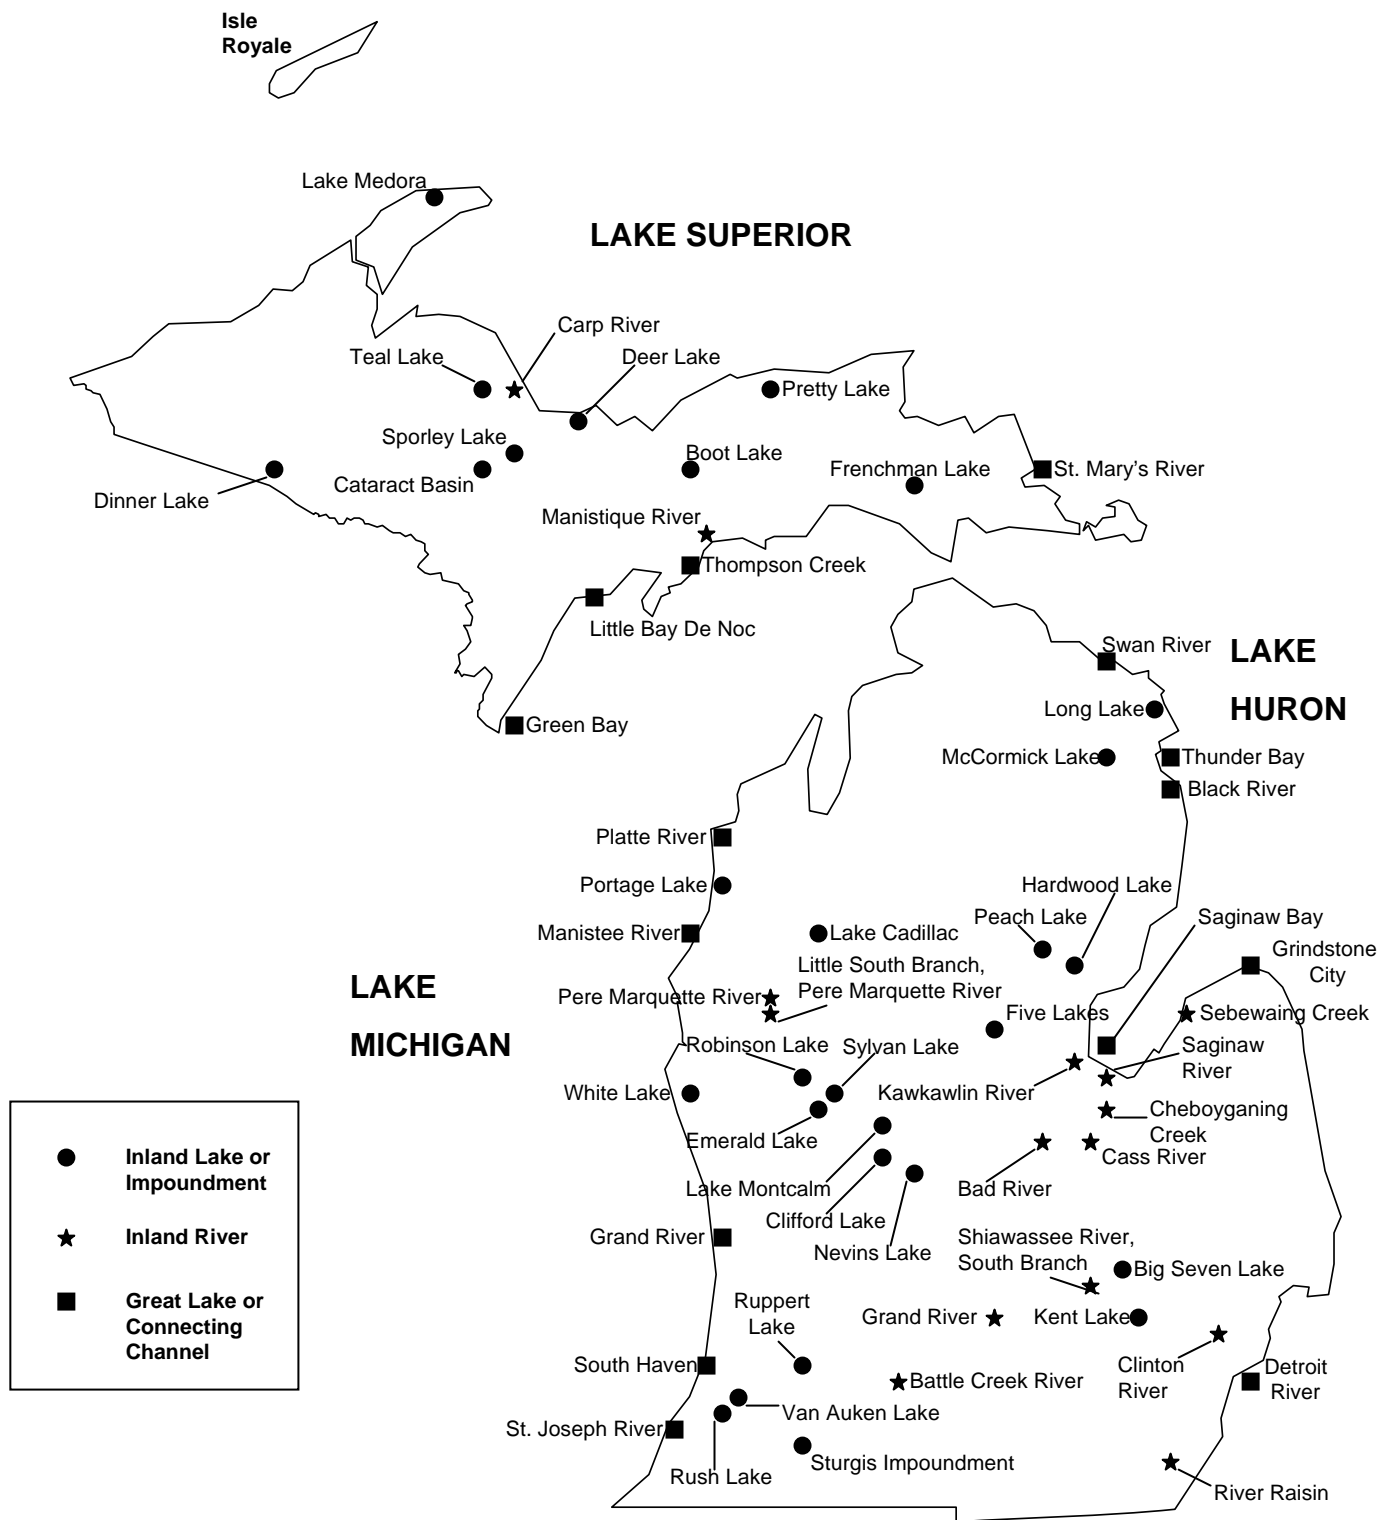 Isle
Royale
Lake Medora
LAKE SUPERIOR
Carp River
Teal Lake
Deer Lake
Pretty Lake
Sporley Lake
Boot Lake
Frenchman Lake
St. Mary's River
Cataract Basin
Dinner Lake
Manistique River
Thompson Creek
Little Bay De Noc
Swan River
LAKE
HURON
Long Lake
Green Bay
McCormick Lake
Thunder Bay
Black River
Platte River
Portage Lake
Hardwood Lake
Peach Lake
Saginaw Bay
Manistee River
Lake Cadillac
Grindstone
City
LAKE
MICHIGAN
Little South Branch,
Pere Marquette River
Pere Marquette River
Five Lakes
Sebewaing Creek
Robinson Lake
Sylvan Lake
Saginaw
River
White Lake
Kawkawlin River
Cheboyganing
Creek
Emerald Lake
Cass River
Lake Montcalm
Bad River
Clifford Lake
Grand River
Nevins Lake
Shiawassee River,
South Branch
Big Seven Lake
Ruppert
Lake
Grand River
Kent Lake
South Haven
Clinton
River
Detroit
River
Battle Creek River
Van Auken Lake
St. Joseph River
Sturgis Impoundment
Rush Lake
River Raisin
Inland Lake or
Impoundment
Inland River
Great Lake or
Connecting
Channel